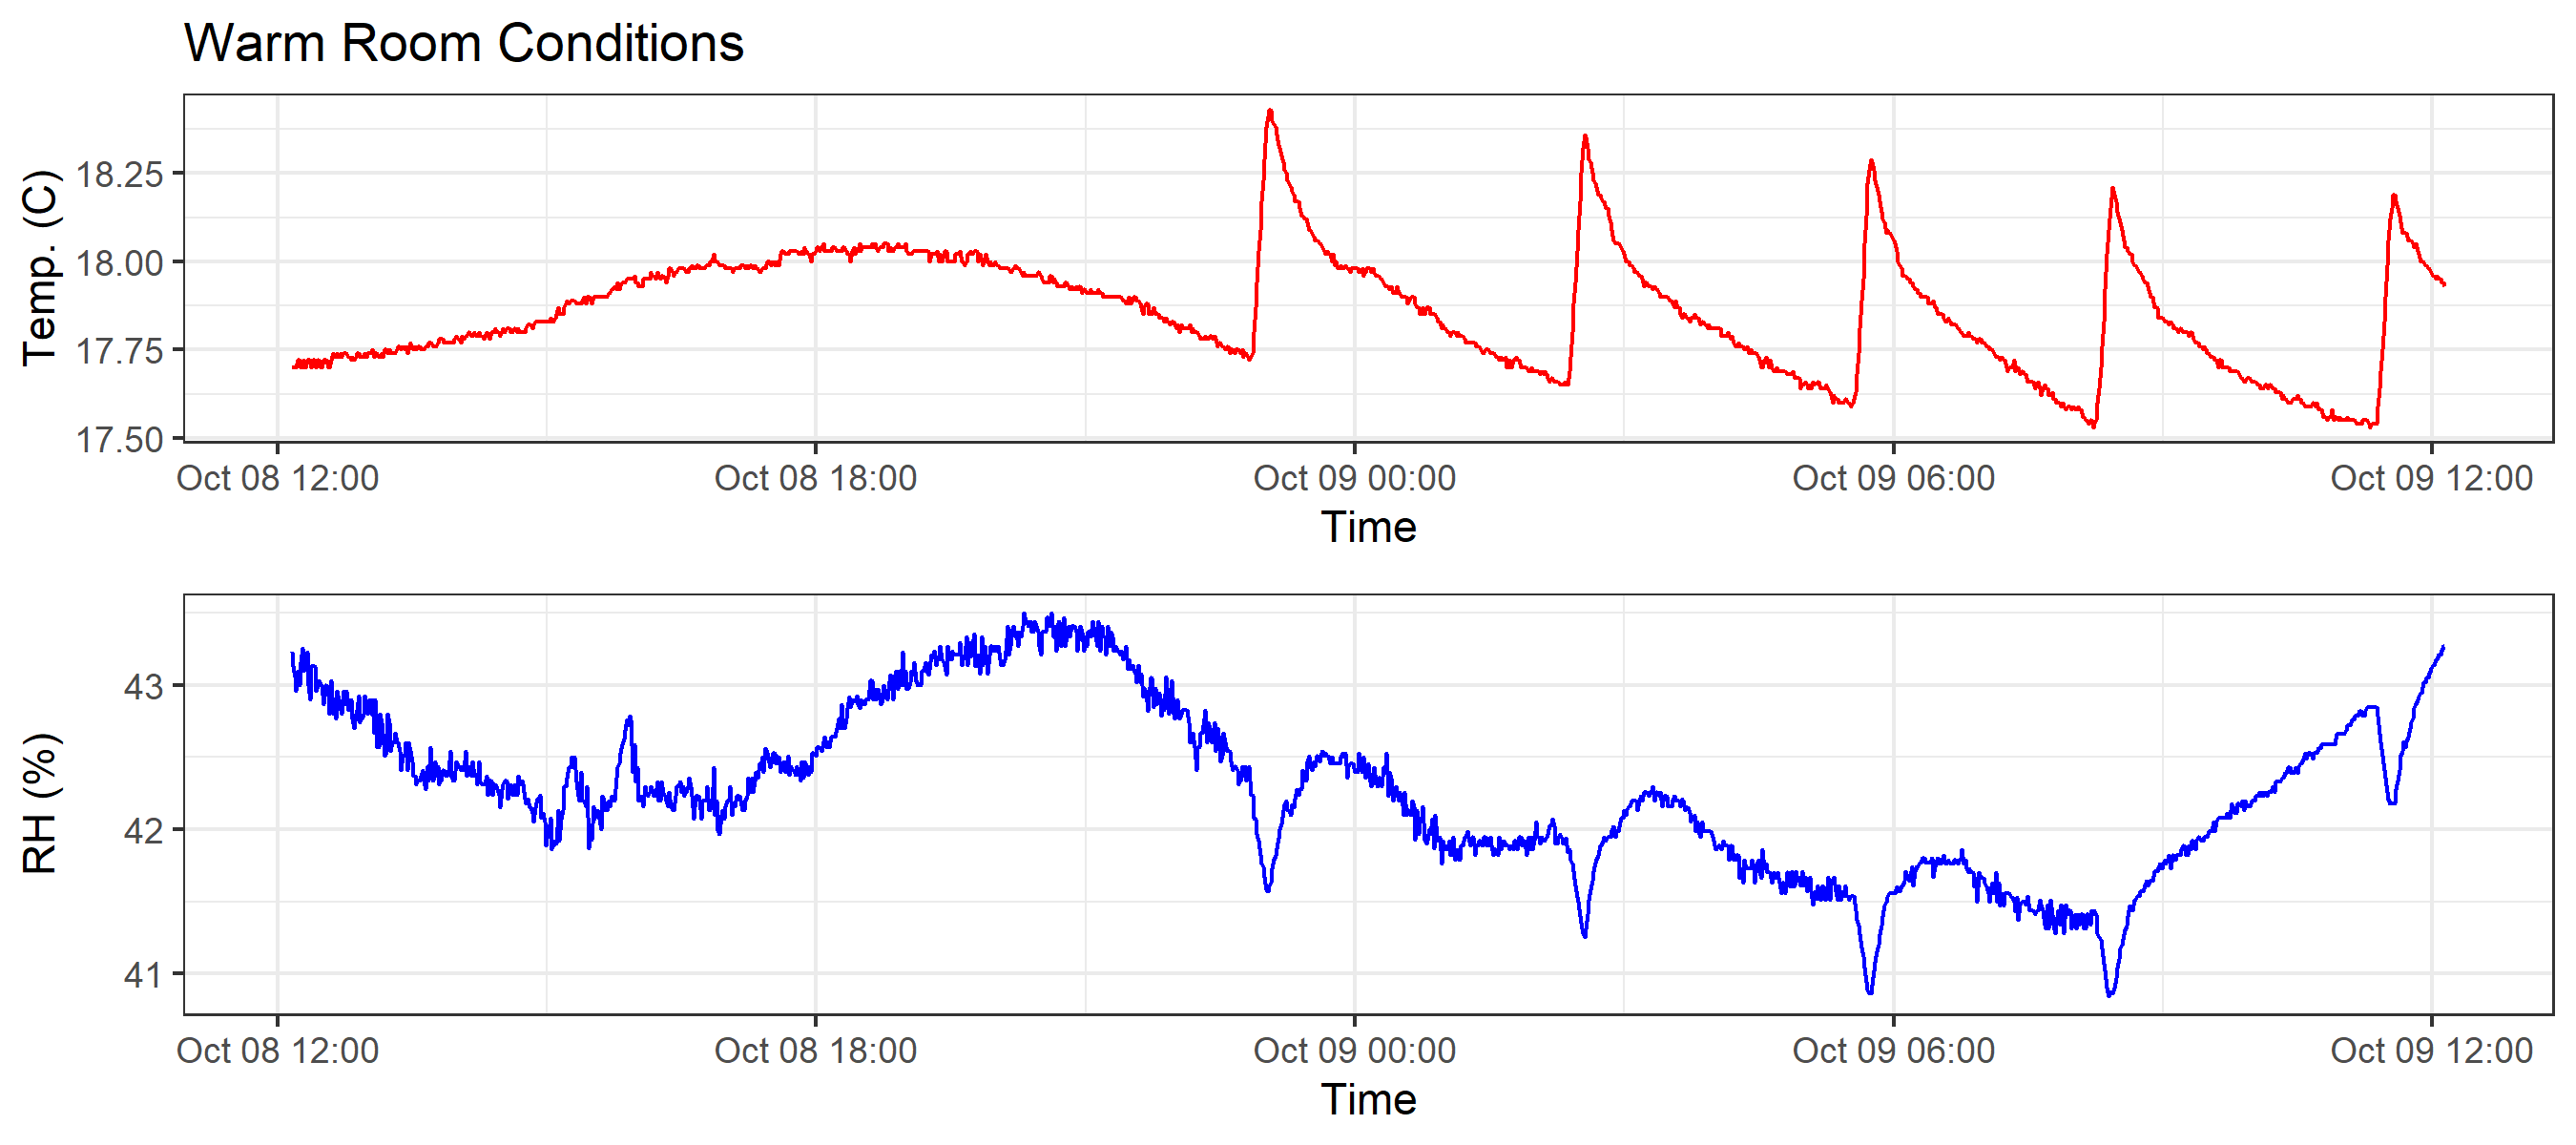 Warm Room Conditions
Temp. (C)
18.25
18.00
17.75
17.50
Oct 08 12:00 Oct 08 18:00 Oct 09 00:00 Oct 09 06:00 Oct 09 12:00
Time
RH (%)
43
42
41
Oct 08 12:00 Oct 08 18:00 Oct 09 00:00 Oct 09 06:00 Oct 09 12:00
Time